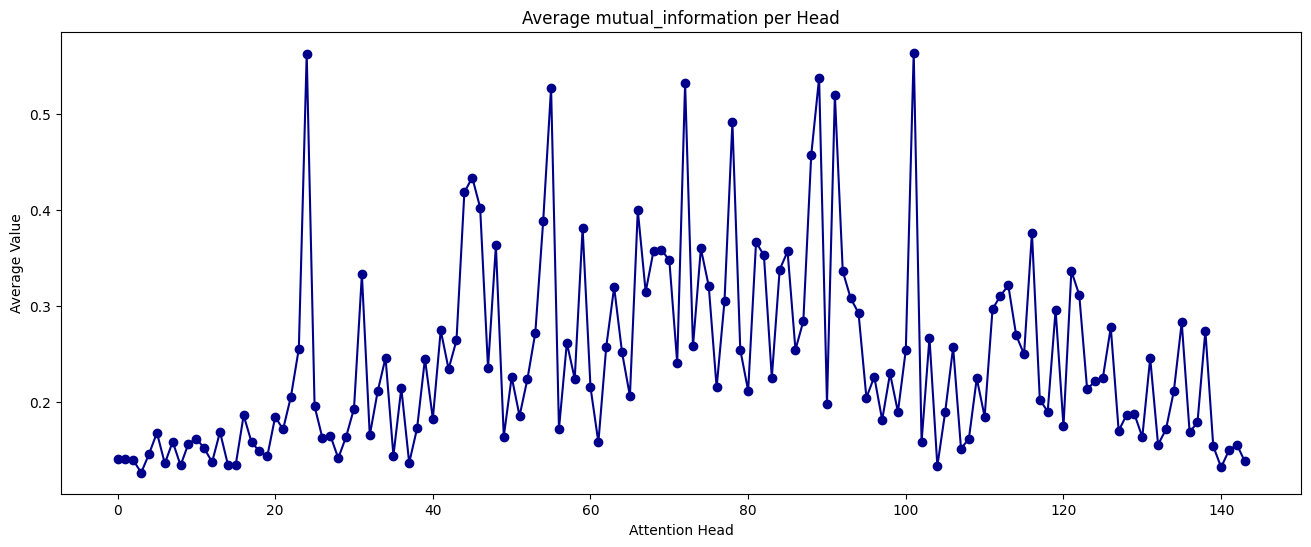 Average mutual_information per Head
Average Value
0.5
0.4
0.3
0.2
0 20 40 60 80 100 120 140
Attention Head